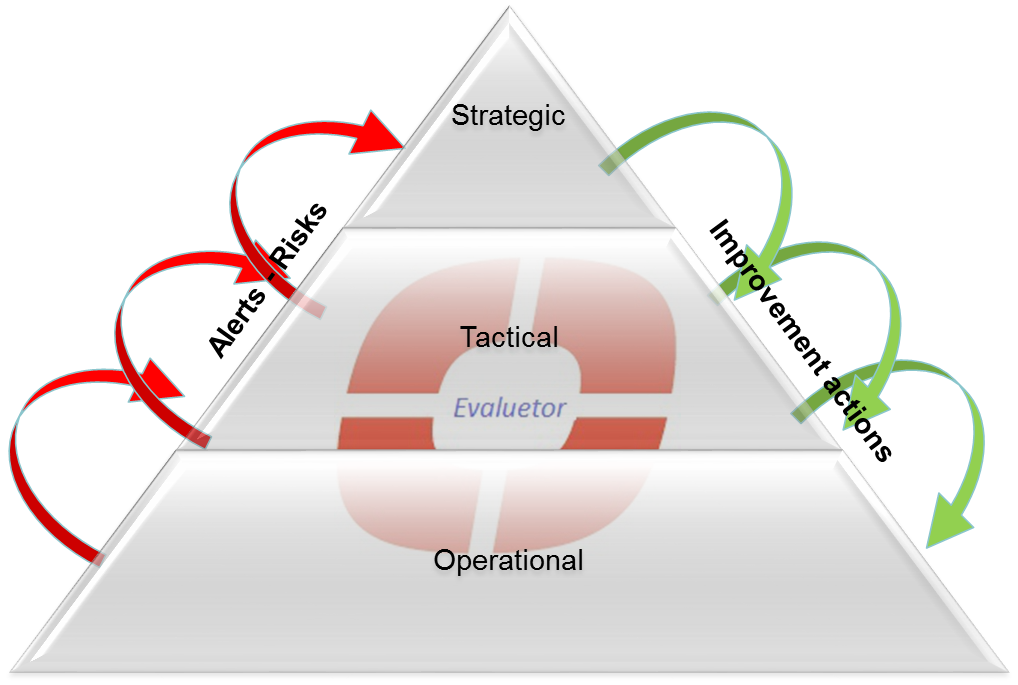 Strategic
Alerts - Risks
Improvement actions
Tactical
Evaluetor
Operational